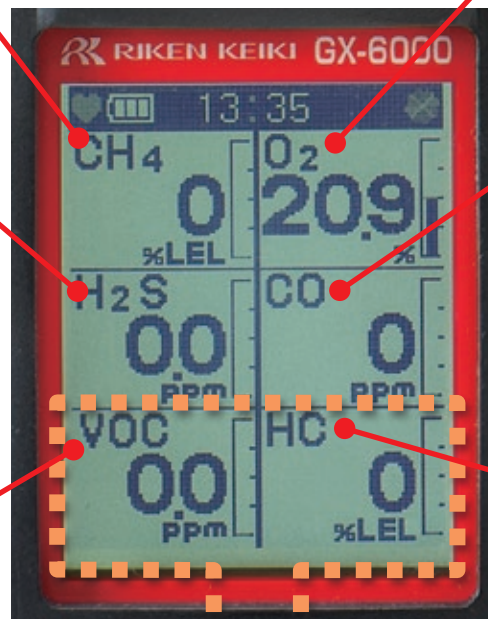 RIKEN KEIKI GX-6000
13:35
CH4
0
%LEL
O2
20.9
%
H2S
0.0
ppm
CO
0
ppm
VOC
0.0
ppm
HC
0
%LEL